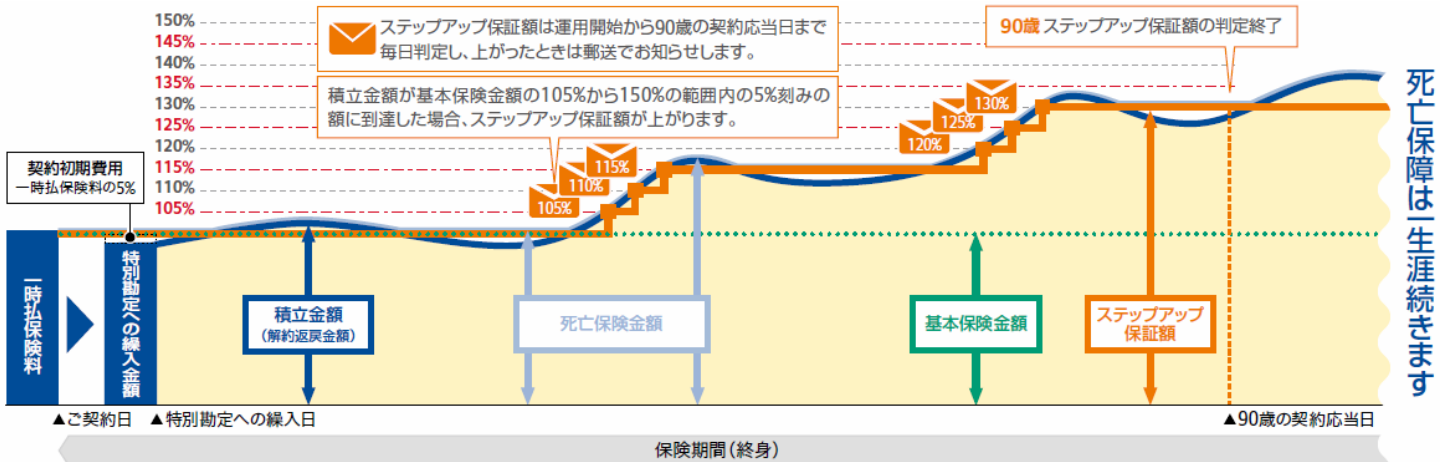 150%
145%
140%
135%
130%
125%
120%
115%
110%
105%
ステップアップ保証額は運用開始から90歳の契約応当日まで
毎日判定し、上がったときは郵送でお知らせします。
積立金額が基本保険金額の105%から150%の範囲内の5%刻みの
額に到達した場合、ステップアップ保証額が上がります。
90歳 ステップアップ保証額の判定終了
契約初期費用
一時払保険料の5%
105%
110%
115%
120%
125%
130%
一時払保険料
特別勘定への繰入金額
積立金額
(解約返戻金額)
死亡保険金額
基本保険金額
ステップアップ
保証額
死亡保障は一生涯続きます
▲ご契約日
▲特別勘定への繰入日
▲90歳の契約応当日
保険期間(終身)